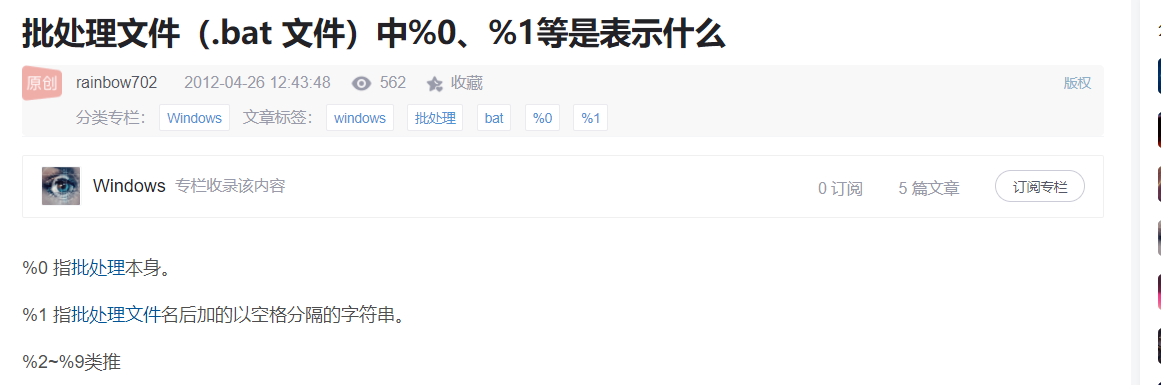 批处理文件（.bat 文件）中%0、%1等是表示什么
原创 rainbow702 2012-04-26 12:43:48 562 收藏 版权
分类专栏： Windows 文章标签： windows 批处理 bat %0 %1
Windows 专栏收录该内容 0 订阅 5 篇文章 订阅专栏
%0 指批处理本身。
%1 指批处理文件名后加的以空格分隔的字符串。
%2~%9类推